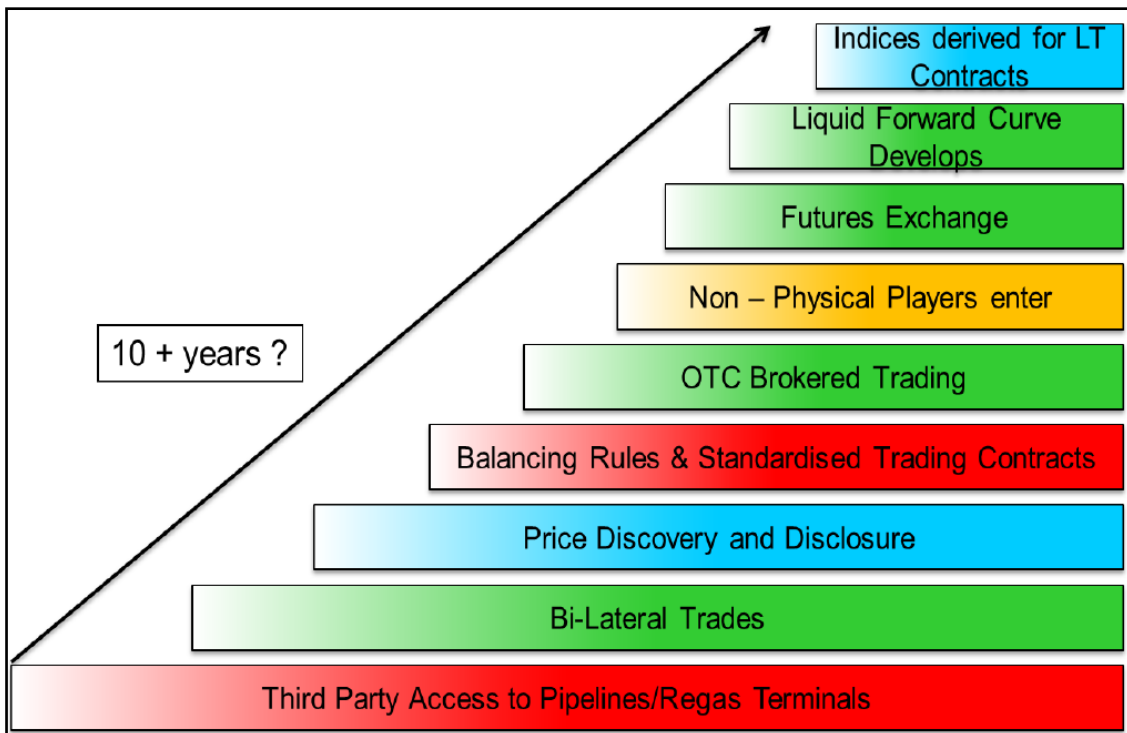 Indices derived for LT
Contracts
Liquid Forward Curve
Develops
Futures Exchange
Non – Physical Players enter
10 + years ?
OTC Brokered Trading
Balancing Rules & Standardised Trading Contracts
Price Discovery and Disclosure
Bi-Lateral Trades
Third Party Access to Pipelines/Regas Terminals